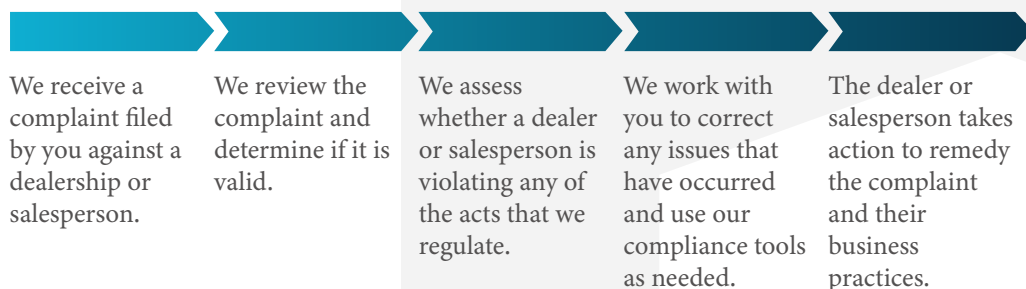 We receive a
complaint filed
by you against a
dealership or
salesperson.
We review the
complaint and
determine if it is
valid.
We assess
whether a dealer
or salesperson is
violating any of
the acts that we
regulate.
We work with
you to correct
any issues that
have occurred
and use our
compliance tools
as needed.
The dealer or
salesperson takes
action to remedy
the complaint
and their
business
practices.